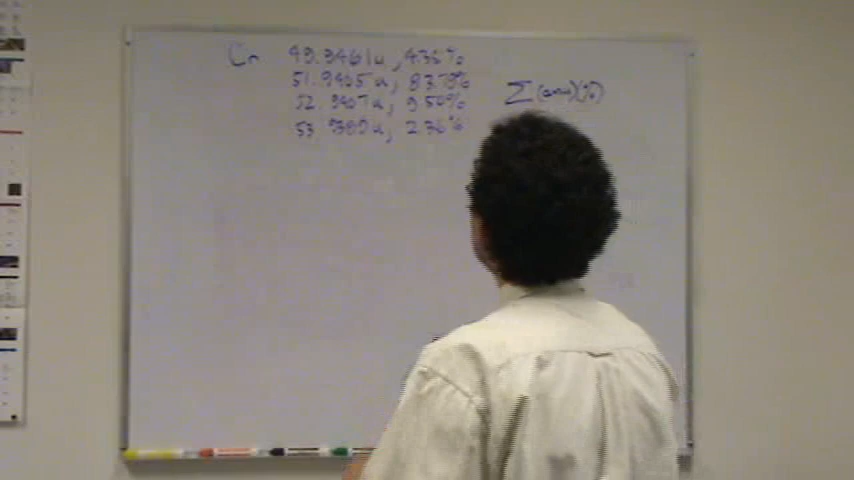 Cr 49.9461u, 4.35%
51.9405u, 83.79%
52.9407u, 9.50%
53.9389u, 2.36%
Σ(amu)(%)